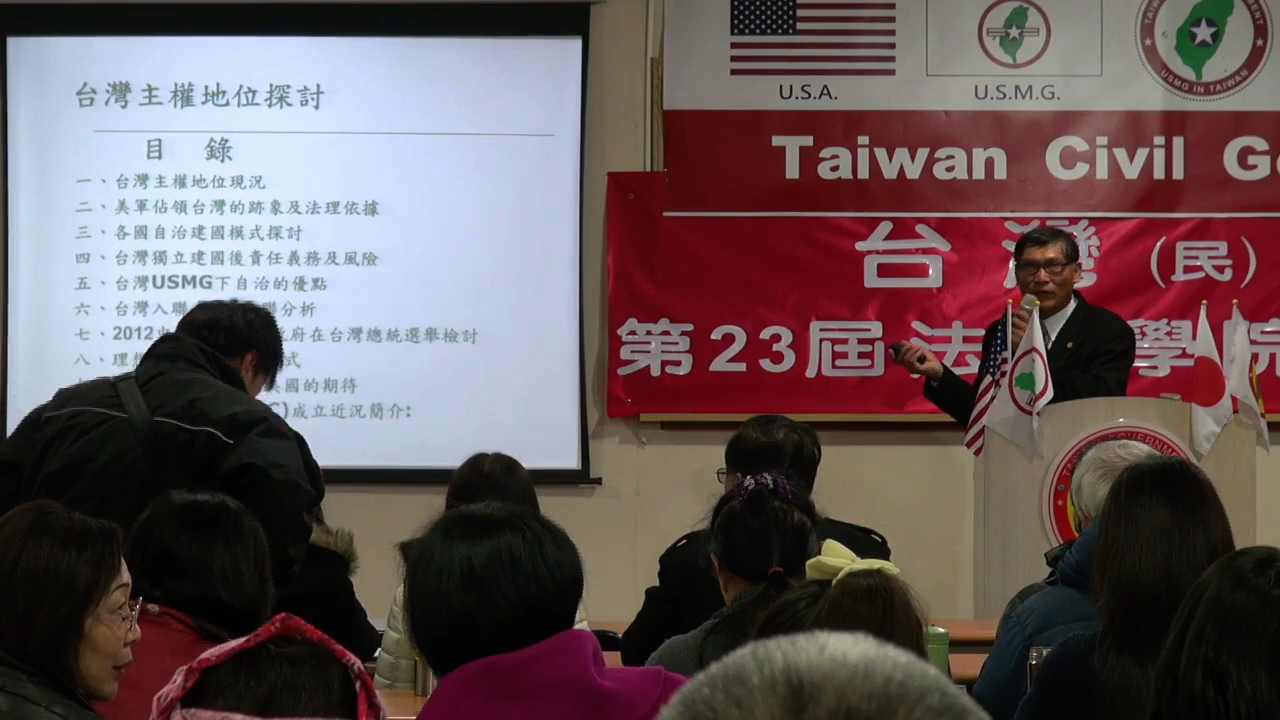 台灣主權地位探討
目 錄
一、台灣主權地位現況
二、美軍佔領台灣的跡象及法理依據
三、各國自治建國模式探討
四、台灣獨立建國後責任義務及風險
五、台灣USMG下自治的優點
六、台灣入聯 聯分析
七、2012 府在台灣總統選舉檢討
八、理 式
國的期待
)成立近況簡介:
U.S.A.
U.S.M.G.
USMG IN TAIWAN
Taiwan Civil G
台 灣 (民)
第23屆法 學院